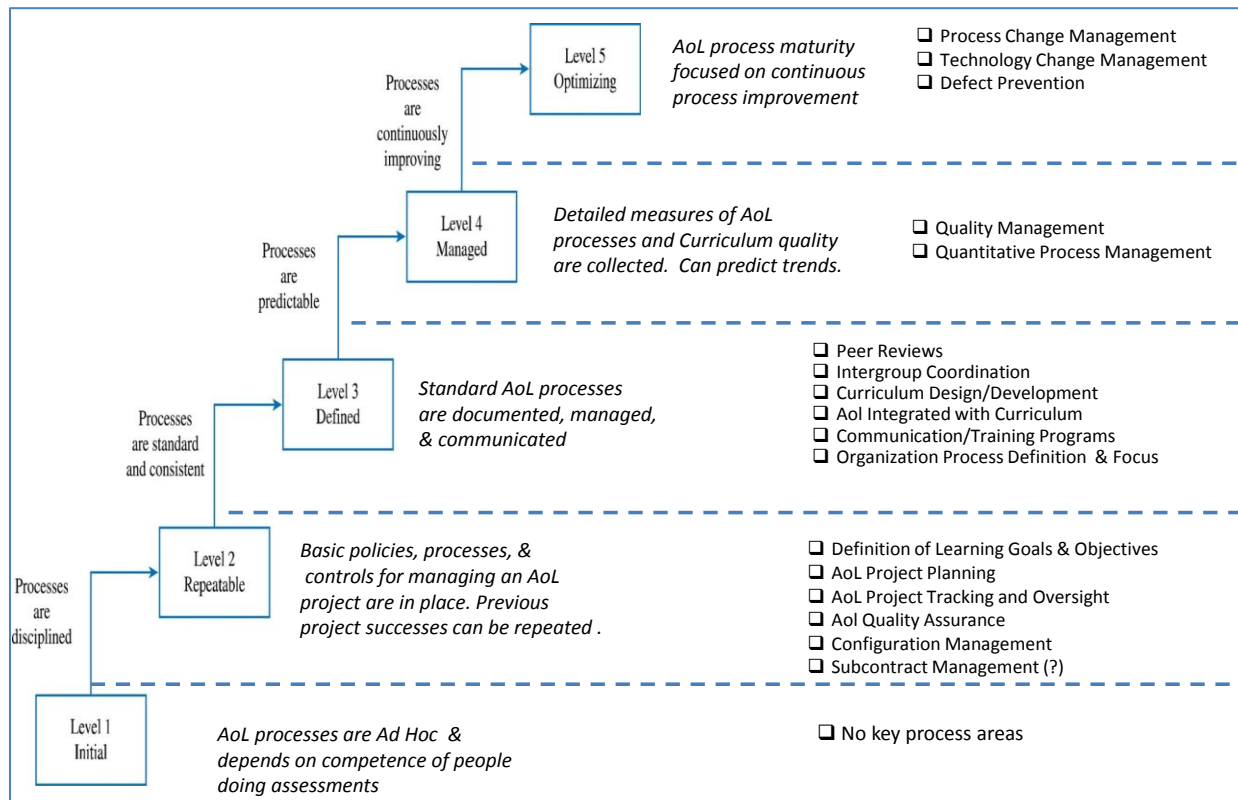 Level 5
Optimizing
AoL process maturity
focused on continuous
process improvement
❑ Process Change Management
❑ Technology Change Management
❑ Defect Prevention
Processes
are
continuously
improving
Level 4
Managed
Detailed measures of AoL
processes and Curriculum quality
are collected.  Can predict trends.
❑ Quality Management
❑ Quantitative Process Management
Processes
are
predictable
Level 3
Defined
Standard AoL processes
are documented, managed,
& communicated
❑ Peer Reviews
❑ Intergroup Coordination
❑ Curriculum Design/Development
❑ Aol Integrated with Curriculum
❑ Communication/Training Programs
❑ Organization Process Definition  & Focus
Processes
are standard
and consistent
Level 2
Repeatable
Basic policies, processes, &
controls for managing an AoL
project are in place. Previous
project successes can be repeated .
❑ Definition of Learning Goals & Objectives
❑ AoL Project Planning
❑ AoL Project Tracking and Oversight
❑ Aol Quality Assurance
❑ Configuration Management
❑ Subcontract Management (?)
Processes
are
disciplined
Level 1
Initial
AoL processes are Ad Hoc  &
depends on competence of people
doing assessments
❑ No key process areas